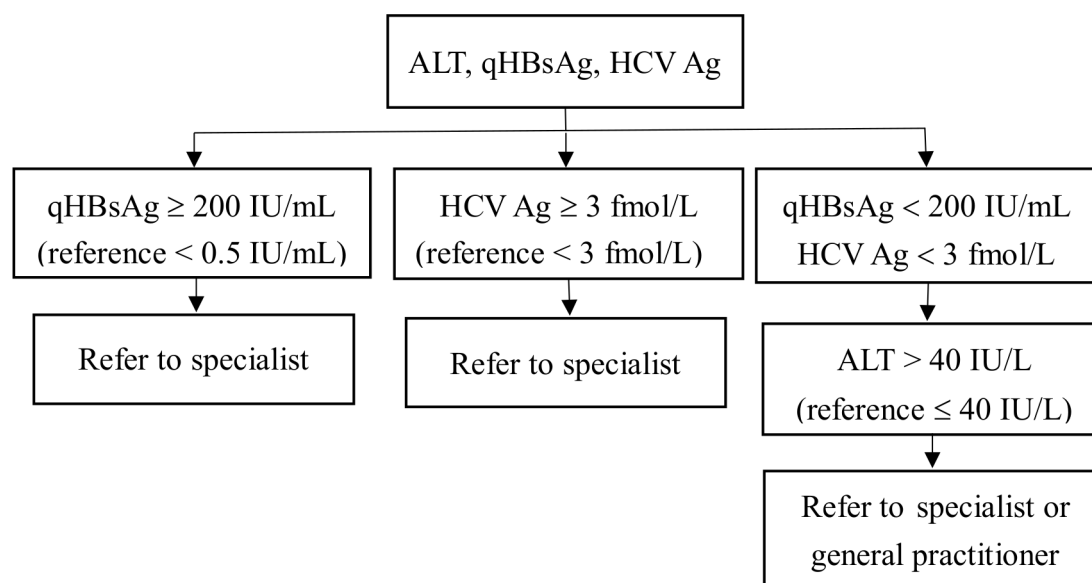 ALT, qHBsAg, HCV Ag
qHBsAg ≥ 200 IU/mL
(reference < 0.5 IU/mL)
HCV Ag ≥ 3 fmol/L
(reference < 3 fmol/L)
qHBsAg < 200 IU/mL
HCV Ag < 3 fmol/L
Refer to specialist
Refer to specialist
ALT > 40 IU/L
(reference ≤ 40 IU/L)
Refer to specialist or
general practitioner